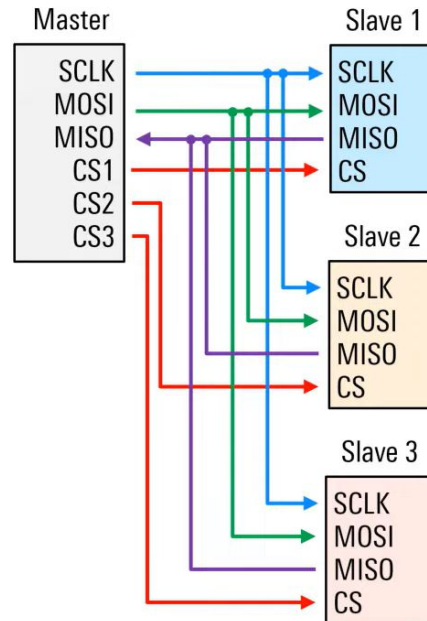 Master
SCLK
MOSI
MISO
CS1
CS2
CS3
Slave 1
SCLK
MOSI
MISO
CS
Slave 2
SCLK
MOSI
MISO
CS
Slave 3
SCLK
MOSI
MISO
CS